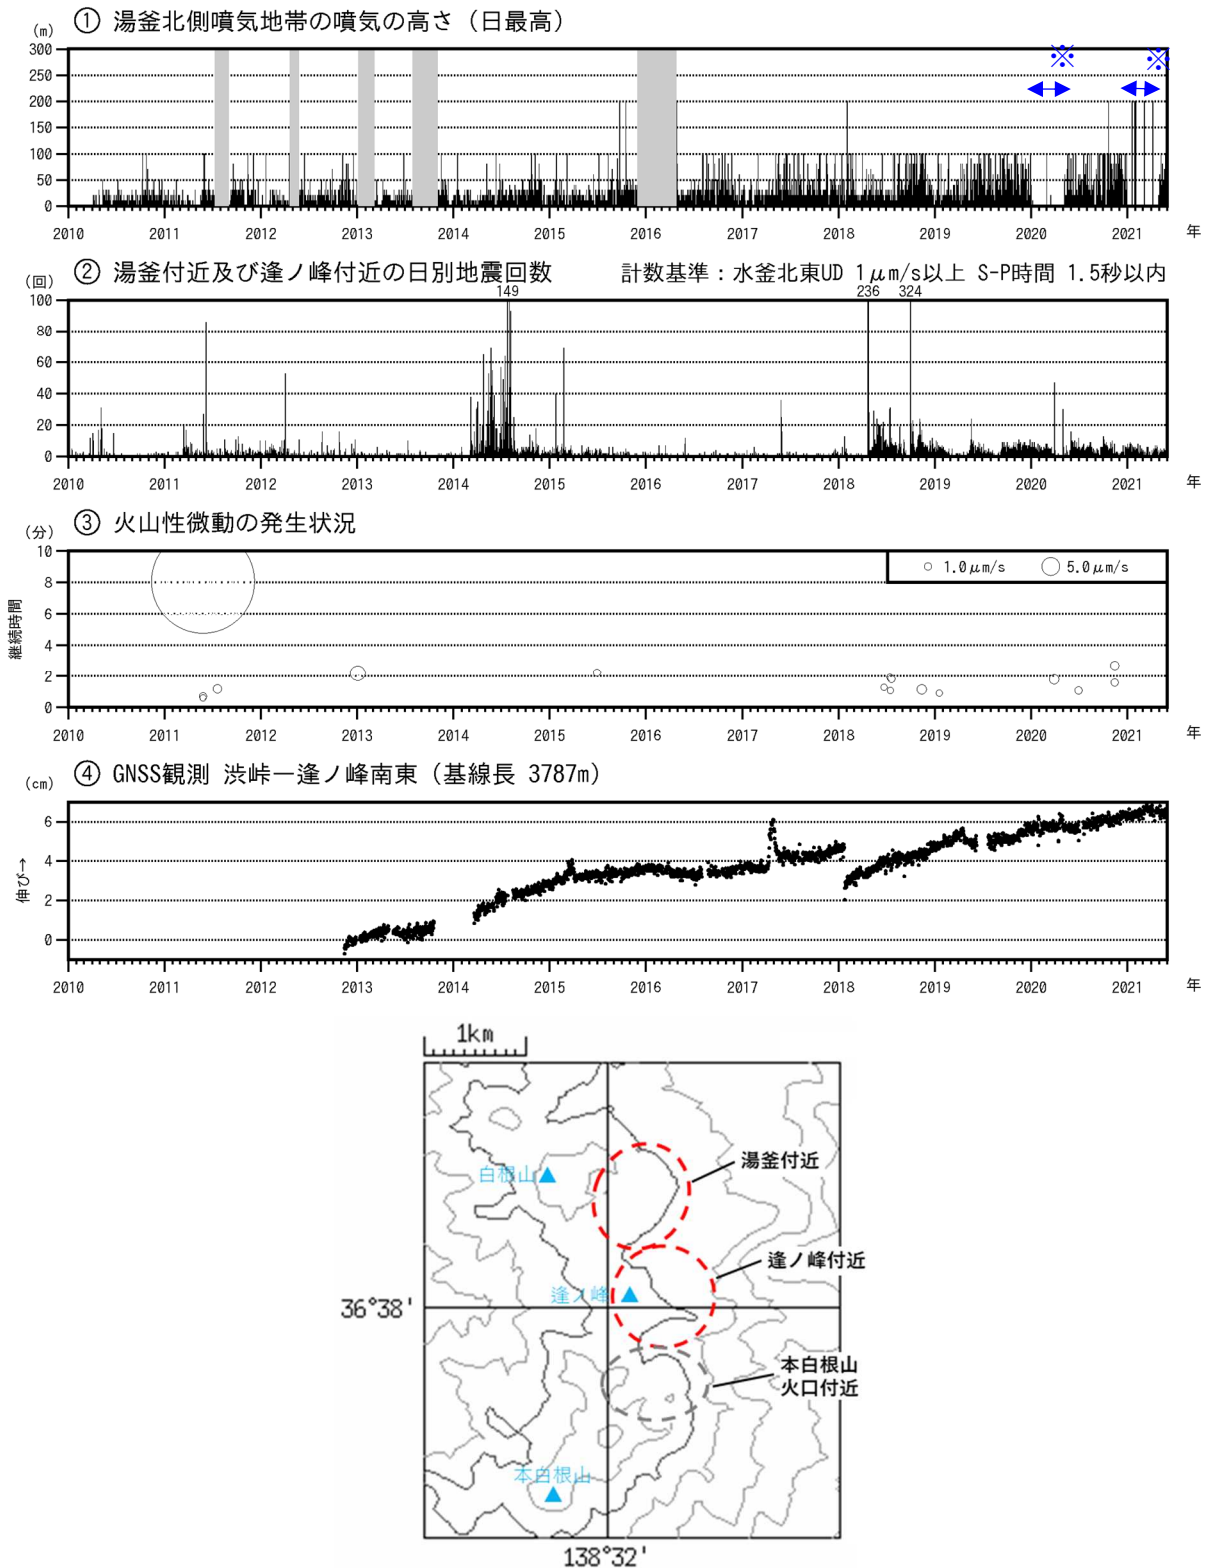 ① 湯釜北側噴気地帯の噴気の高さ（日最高）
(m)
300
250
200
150
100
50
0
※
※
2010 2011 2012 2013 2014 2015 2016 2017 2018 2019 2020 2021 年
② 湯釜付近及び逢ノ峰付近の日別地震回数 計数基準：水釜北東UD 1μm/s以上 S-P時間 1.5秒以内
(回)
149 236 324
100
80
60
40
20
0
2010 2011 2012 2013 2014 2015 2016 2017 2018 2019 2020 2021 年
③ 火山性微動の発生状況
(分)
継続時間
10
8
6
4
2
0
1.0μm/s 5.0μm/s
2010 2011 2012 2013 2014 2015 2016 2017 2018 2019 2020 2021 年
④ GNSS観測 渋峠－逢ノ峰南東（基線長 3787m）
(cm)
伸び→
6
4
2
0
2010 2011 2012 2013 2014 2015 2016 2017 2018 2019 2020 2021 年
1km
白根山
湯釜付近
逢ノ峰
逢ノ峰付近
36°38'
本白根山
火口付近
本白根山
138°32'